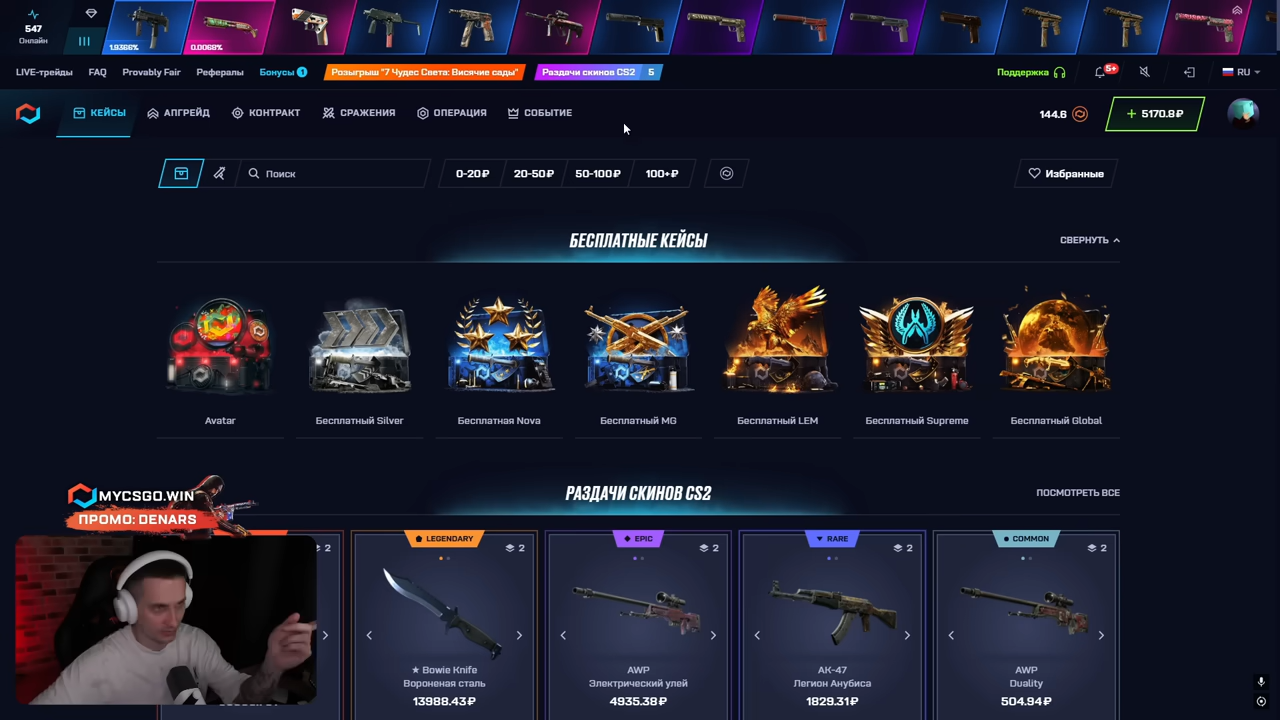 547
Онлайн
1.9366%
0.0068%
LIVE-трейды
FAQ
Provably Fair
Рефералы
Бонусы 1
Розыгрыш "7 Чудес Света: Висячие сады"
Раздачи скинов CS2 5
Поддержка
5+
RU
КЕЙСЫ
АПГРЕЙД
КОНТРАКТ
СРАЖЕНИЯ
ОПЕРАЦИЯ
СОБЫТИЕ
144.6
+ 5170.8₽
Поиск
0-20₽
20-50₽
50-100₽
100+₽
Избранные
БЕСПЛАТНЫЕ КЕЙСЫ
СВЕРНУТЬ
Avatar
Бесплатный Silver
Бесплатная Nova
Бесплатный MG
Бесплатный LEM
Бесплатный Supreme
Бесплатный Global
РАЗДАЧИ СКИНОВ CS2
ПОСМОТРЕТЬ ВСЕ
MYCSGO.WIN
ПРОМО: DENARS
2
LEGENDARY
2
EPIC
2
RARE
2
COMMON
2
★ Bowie Knife
Вороненая сталь
13988.43₽
AWP
Электрический улей
4935.38₽
AK-47
Легион Анубиса
1829.31₽
AWP
Duality
504.94₽